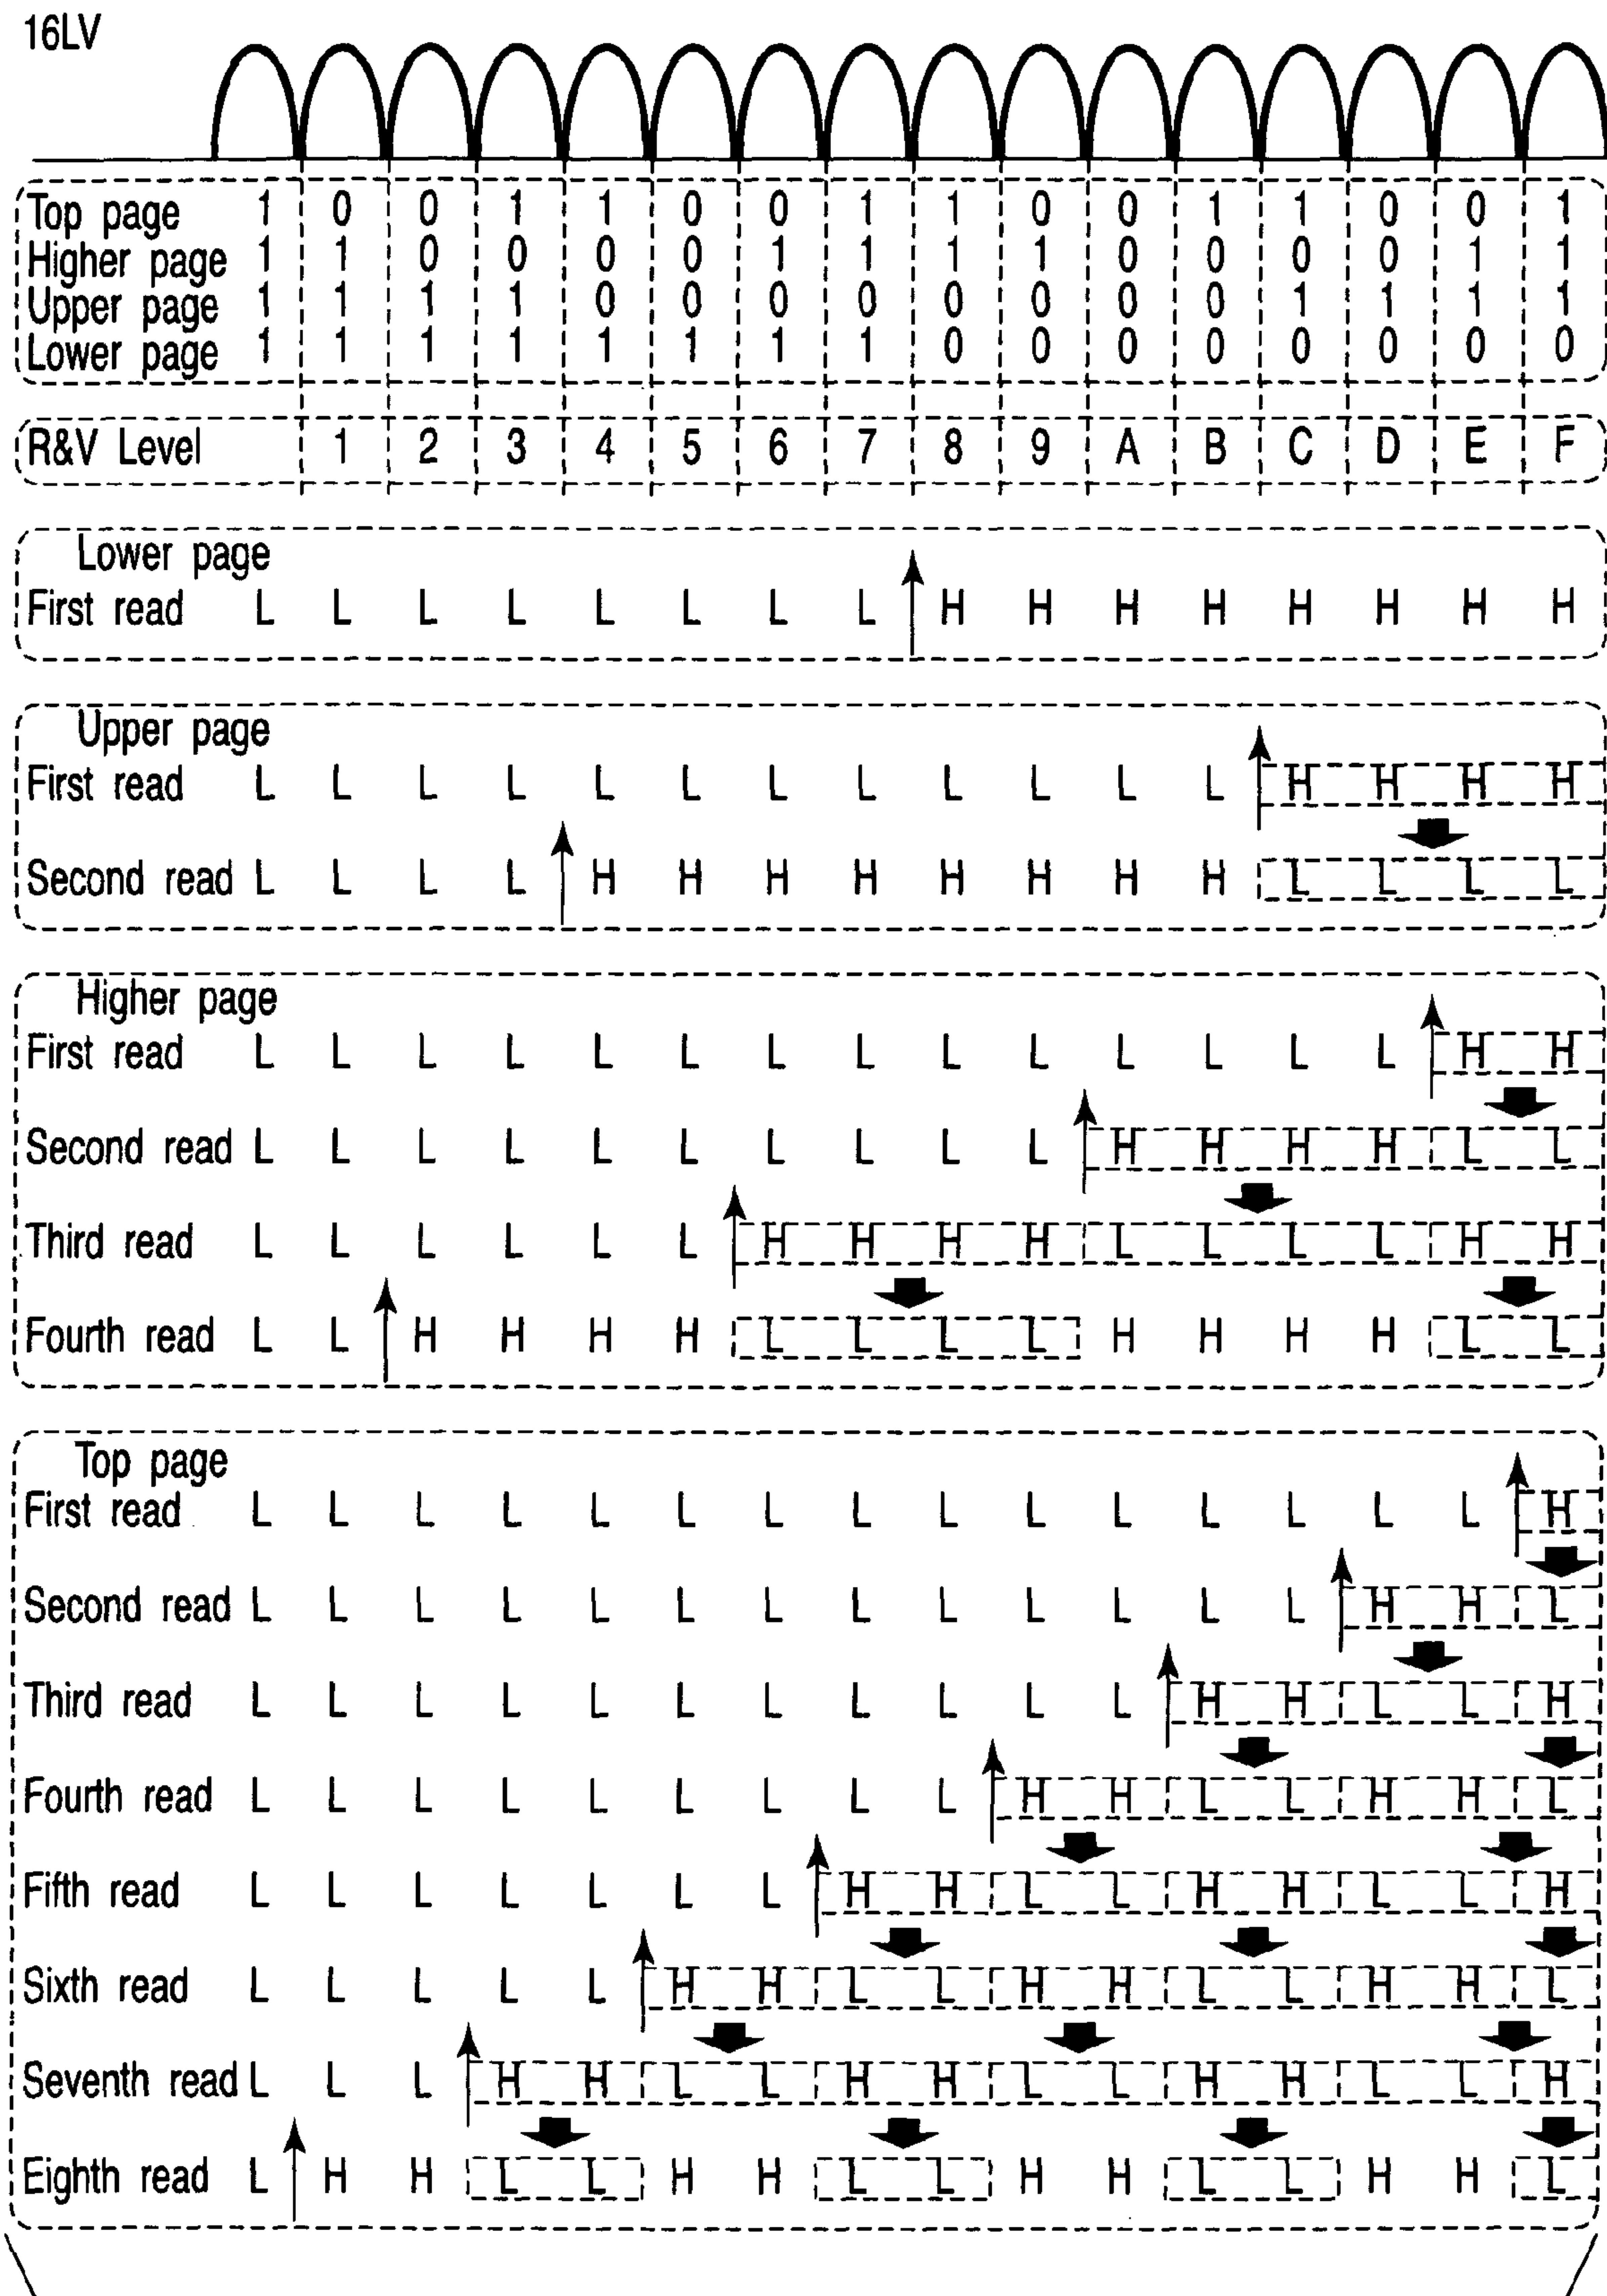 16LV
Top page 1 0 0 1 1 0 0 1 1 0 0 1 1 0 0 1
Higher page 1 1 0 0 0 0 1 1 1 1 0 0 0 0 1 1
Upper page 1 1 1 1 0 0 0 0 0 0 0 0 1 1 1 1
Lower page 1 1 1 1 1 1 1 1 0 0 0 0 0 0 0 0
R&V Level 1 2 3 4 5 6 7 8 9 A B C D E F
Lower page
First read L L L L L L L L H H H H H H H H
Upper page
First read L L L L L L L L L L L L H H H H
Second read L L L L H H H H H H H H L L L L
Higher page
First read L L L L L L L L L L L L L L H H
Second read L L L L L L L L L L H H H H L L
Third read L L L L L L H H H H L L L L H H
Fourth read L L H H H H L L L L H H H H L L
Top page
First read L L L L L L L L L L L L L L L H
Second read L L L L L L L L L L L L L H H L
Third read L L L L L L L L L L L H H L L H
Fourth read L L L L L L L L L H H L L H H L
Fifth read L L L L L L L H H L L H H L L H
Sixth read L L L L L H H L L H H L L H H L
Seventh read L L L H H L L H H L L H H L L H
Eighth read L H H L L H H L L H H L L H H L